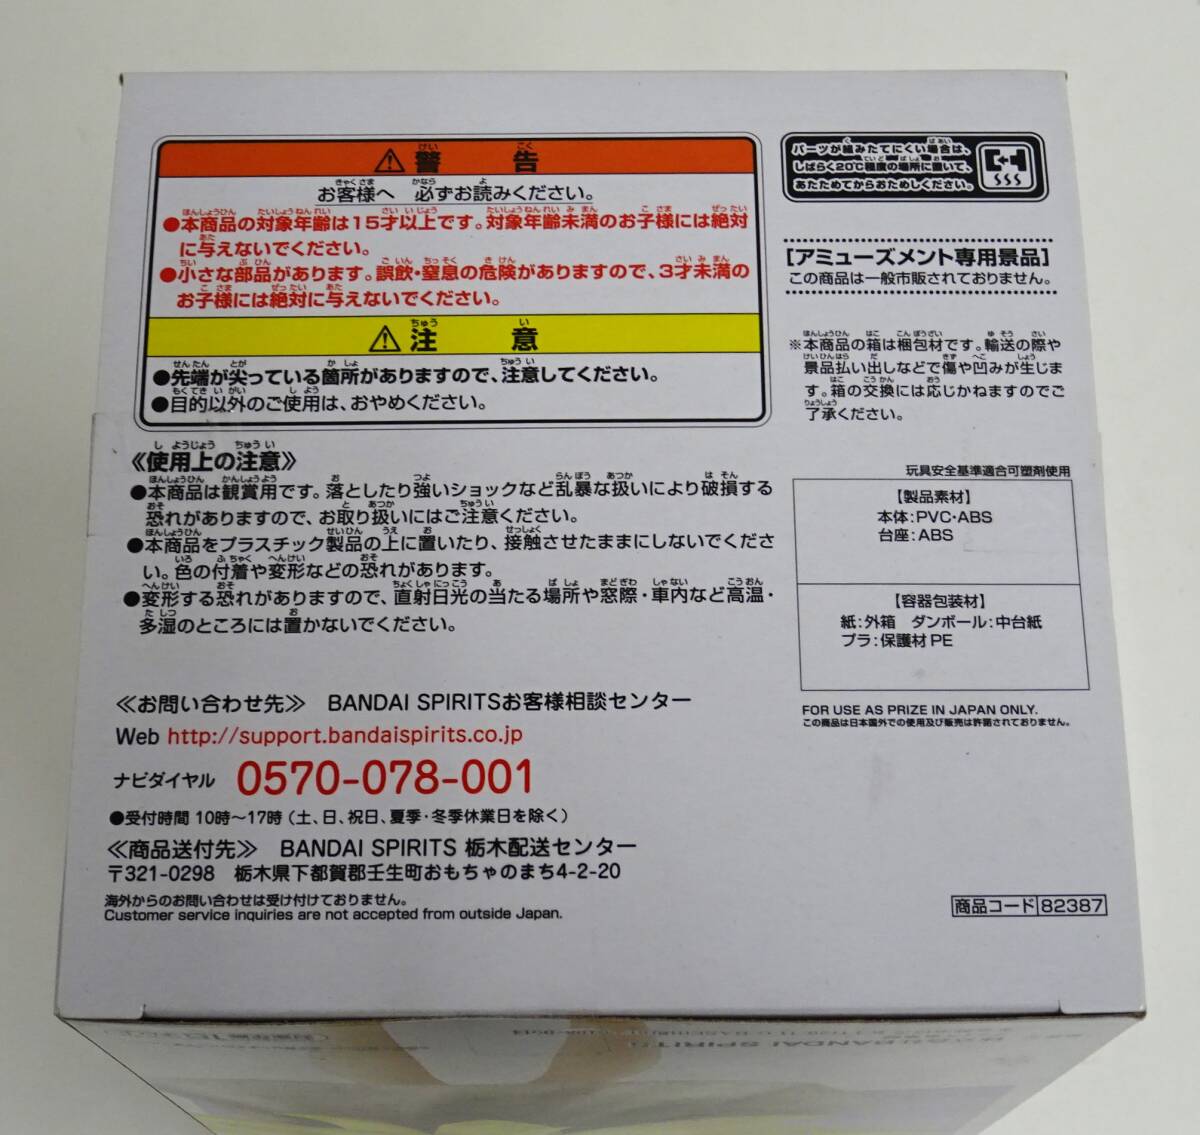 ⚠警告
お客様へ 必ずお読みください。
●本商品の対象年齢は15才以上です。対象年齢未満のお子様には絶対
に与えないでください。
●小さな部品があります。誤飲・窒息の危険がありますので、3才未満の
お子様には絶対に与えないでください。
⚠注意
●先端が尖っている箇所がありますので、注意してください。
●目的以外のご使用は、おやめください。
パーツが組みたてにくい場合は、
しばらく20℃程度の場所に置いて、
あたためてからおためしください。
[アミューズメント専用景品]
この商品は一般市販されておりません。
※本商品の箱は梱包材です。輸送の際や
景品払い出しなどで傷や凹みが生じま
す。箱の交換には応じかねますのでご
了承ください。
《使用上の注意》
●本商品は観賞用です。落としたり強いショックなど乱暴な扱いにより破損する
恐れがありますので、お取り扱いにはご注意ください。
●本商品をプラスチック製品の上に置いたり、接触させたままにしないでくださ
い。色の付着や変形などの恐れがあります。
●変形する恐れがありますので、直射日光の当たる場所や窓際・車内など高温・
多湿のところには置かないでください。
玩具安全基準適合可塑剤使用
【製品素材】
本体:PVC・ABS
台座:ABS
【容器包装材】
紙:外箱 ダンボール:中台紙
プラ:保護材 PE
FOR USE AS PRIZE IN JAPAN ONLY.
この商品は日本国外での使用及び販売は許諾されておりません。
≪お問い合わせ先≫ BANDAI SPIRITSお客様相談センター
Web http://support.bandaispirits.co.jp
ナビダイヤル 0570-078-001
●受付時間 10時〜17時(土、日、祝日、夏季・冬季休業日を除く)
≪商品送付先≫ BANDAI SPIRITS 栃木配送センター
〒321-0298 栃木県下都賀郡壬生町おもちゃのまち4-2-20
海外からのお問い合わせは受け付けておりません。
Customer service inquiries are not accepted from outside Japan.
商品コード 82387
BANDAI SPIRITS